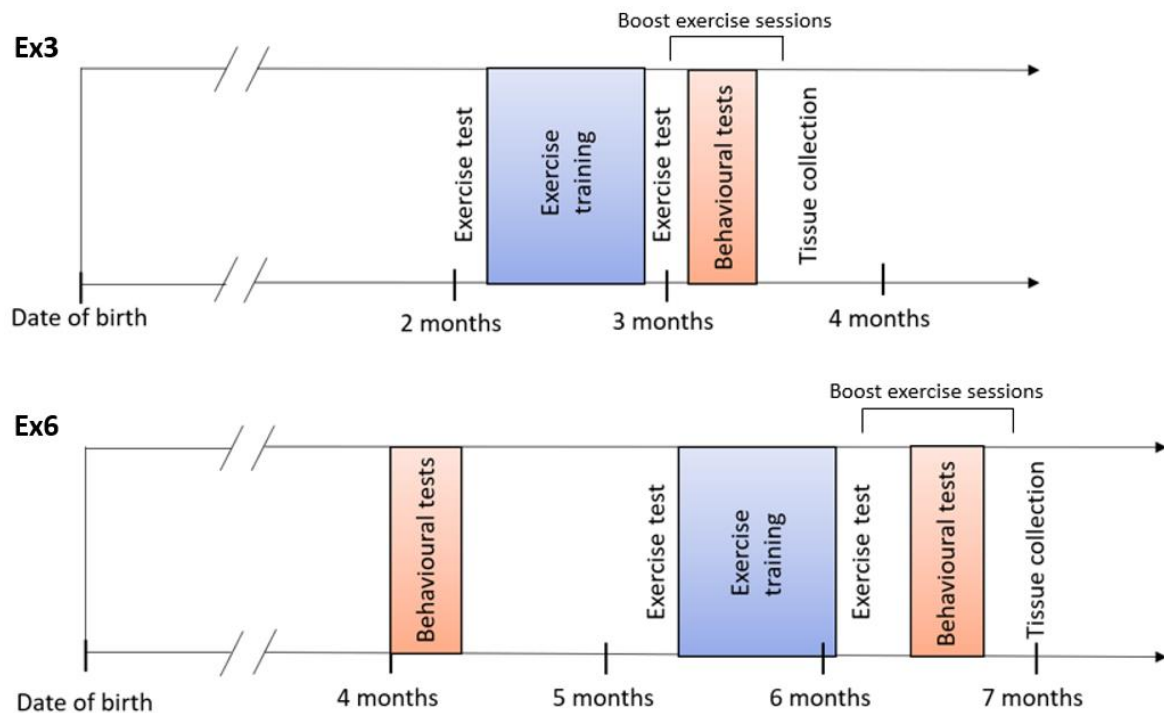 Boost exercise sessions
Ex3
Exercise test
Exercise
training
Exercise test
Behavioural tests
Tissue collection
Date of birth
2 months
3 months
4 months
Boost exercise sessions
Ex6
Behavioural tests
Exercise test
Exercise
training
Exercise test
Behavioural tests
Tissue collection
Date of birth
4 months
5 months
6 months
7 months